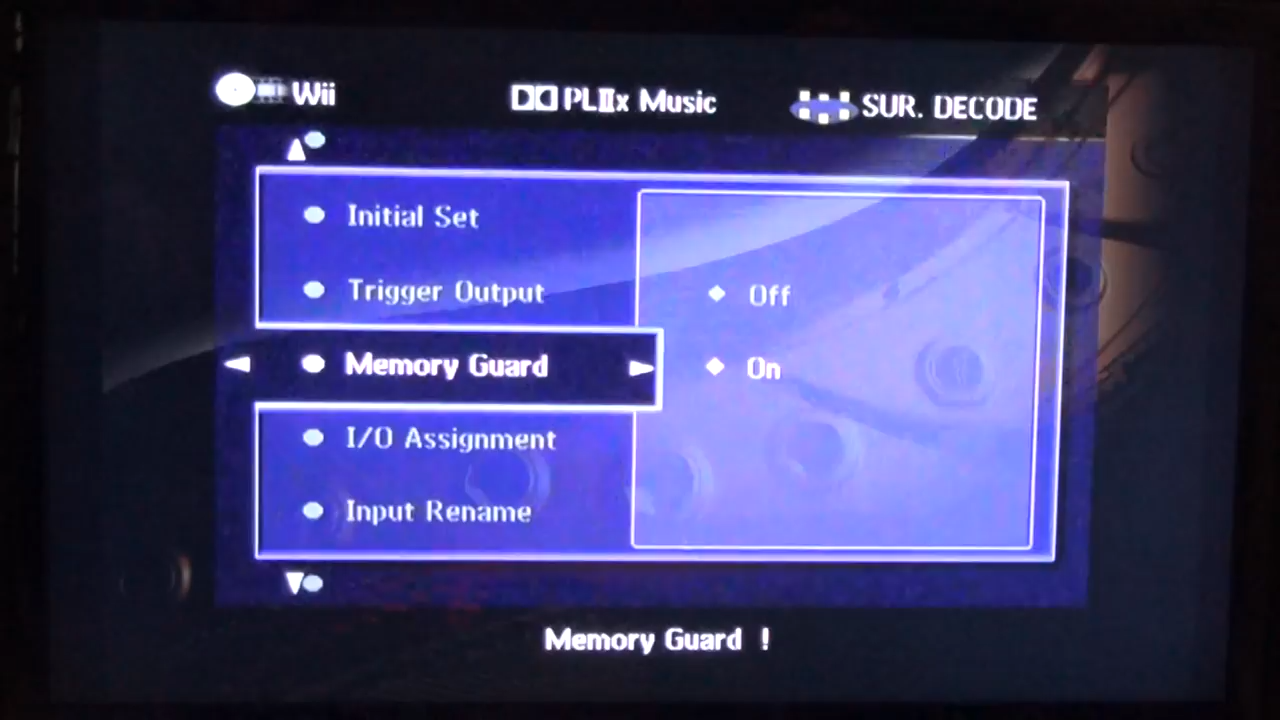 Wii
PLIIx Music
SUR. DECODE
Initial Set
Trigger Output
Memory Guard
I/O Assignment
Input Rename
Off
On
Memory Guard !